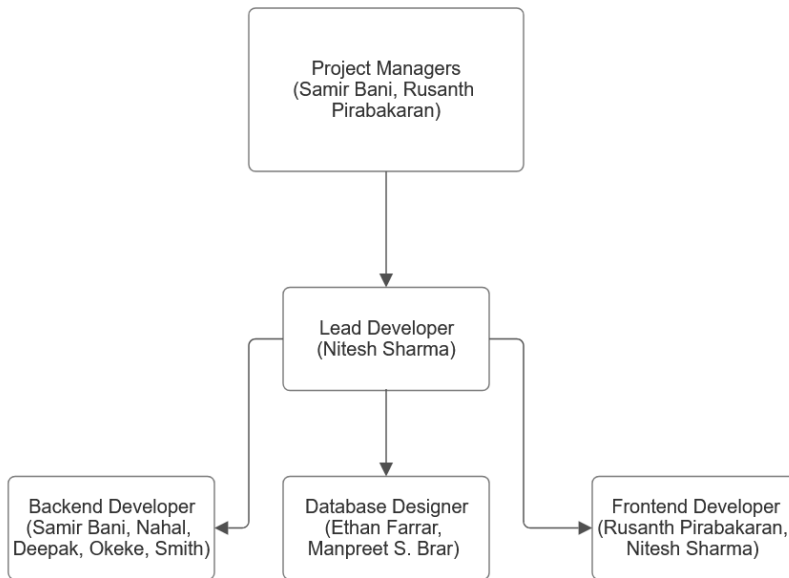 Project Managers
(Samir Bani, Rusanth
Pirabakaran)
Lead Developer
(Nitesh Sharma)
Backend Developer
(Samir Bani, Nahal,
Deepak, Okeke, Smith)
Database Designer
(Ethan Farrar,
Manpreet S. Brar)
Frontend Developer
(Rusanth Pirabakaran,
Nitesh Sharma)